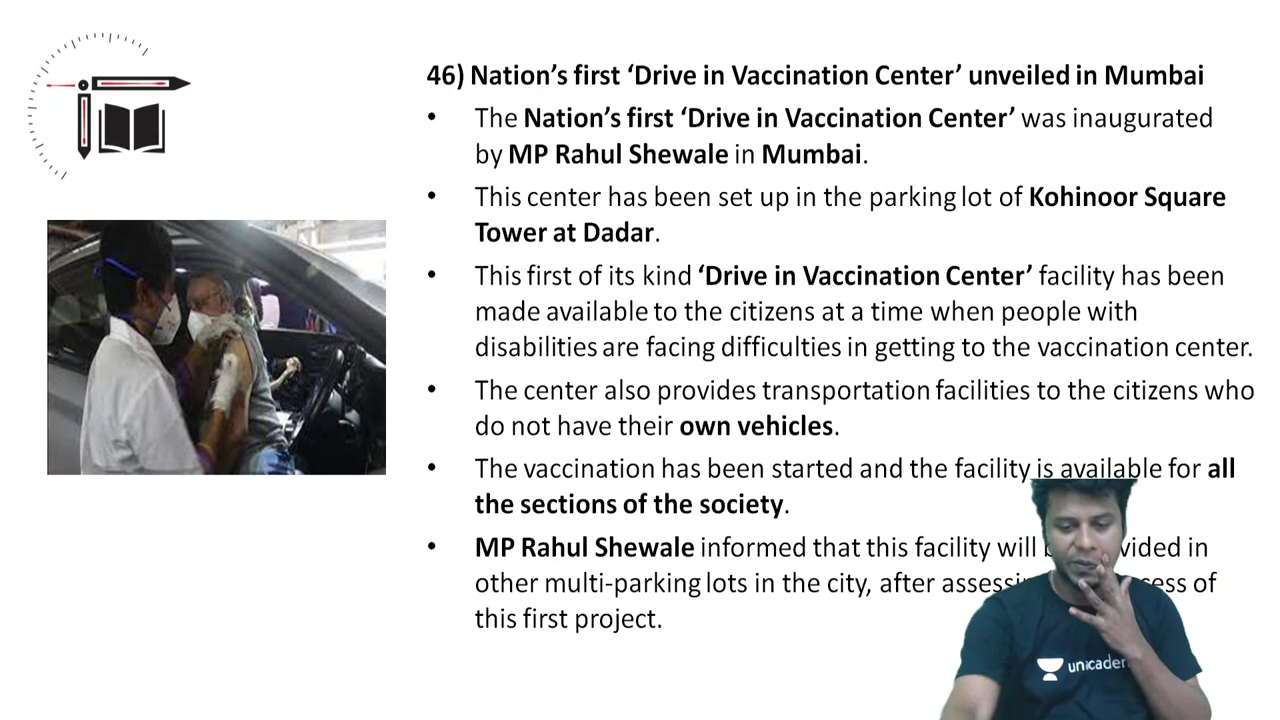 46) Nation's first ‘Drive in Vaccination Center’ unveiled in Mumbai
• The Nation's first ‘Drive in Vaccination Center’ was inaugurated
by MP Rahul Shewale in Mumbai.
• This center has been set up in the parking lot of Kohinoor Square
Tower at Dadar.
• This first of its kind ‘Drive in Vaccination Center’ facility has been
made available to the citizens at a time when people with
disabilities are facing difficulties in getting to the vaccination center.
• The center also provides transportation facilities to the citizens who
do not have their own vehicles.
• The vaccination has been started and the facility is available for all
the sections of the society.
• MP Rahul Shewale informed that this facility will in
other multi-parking lots in the city, after of
this first project.